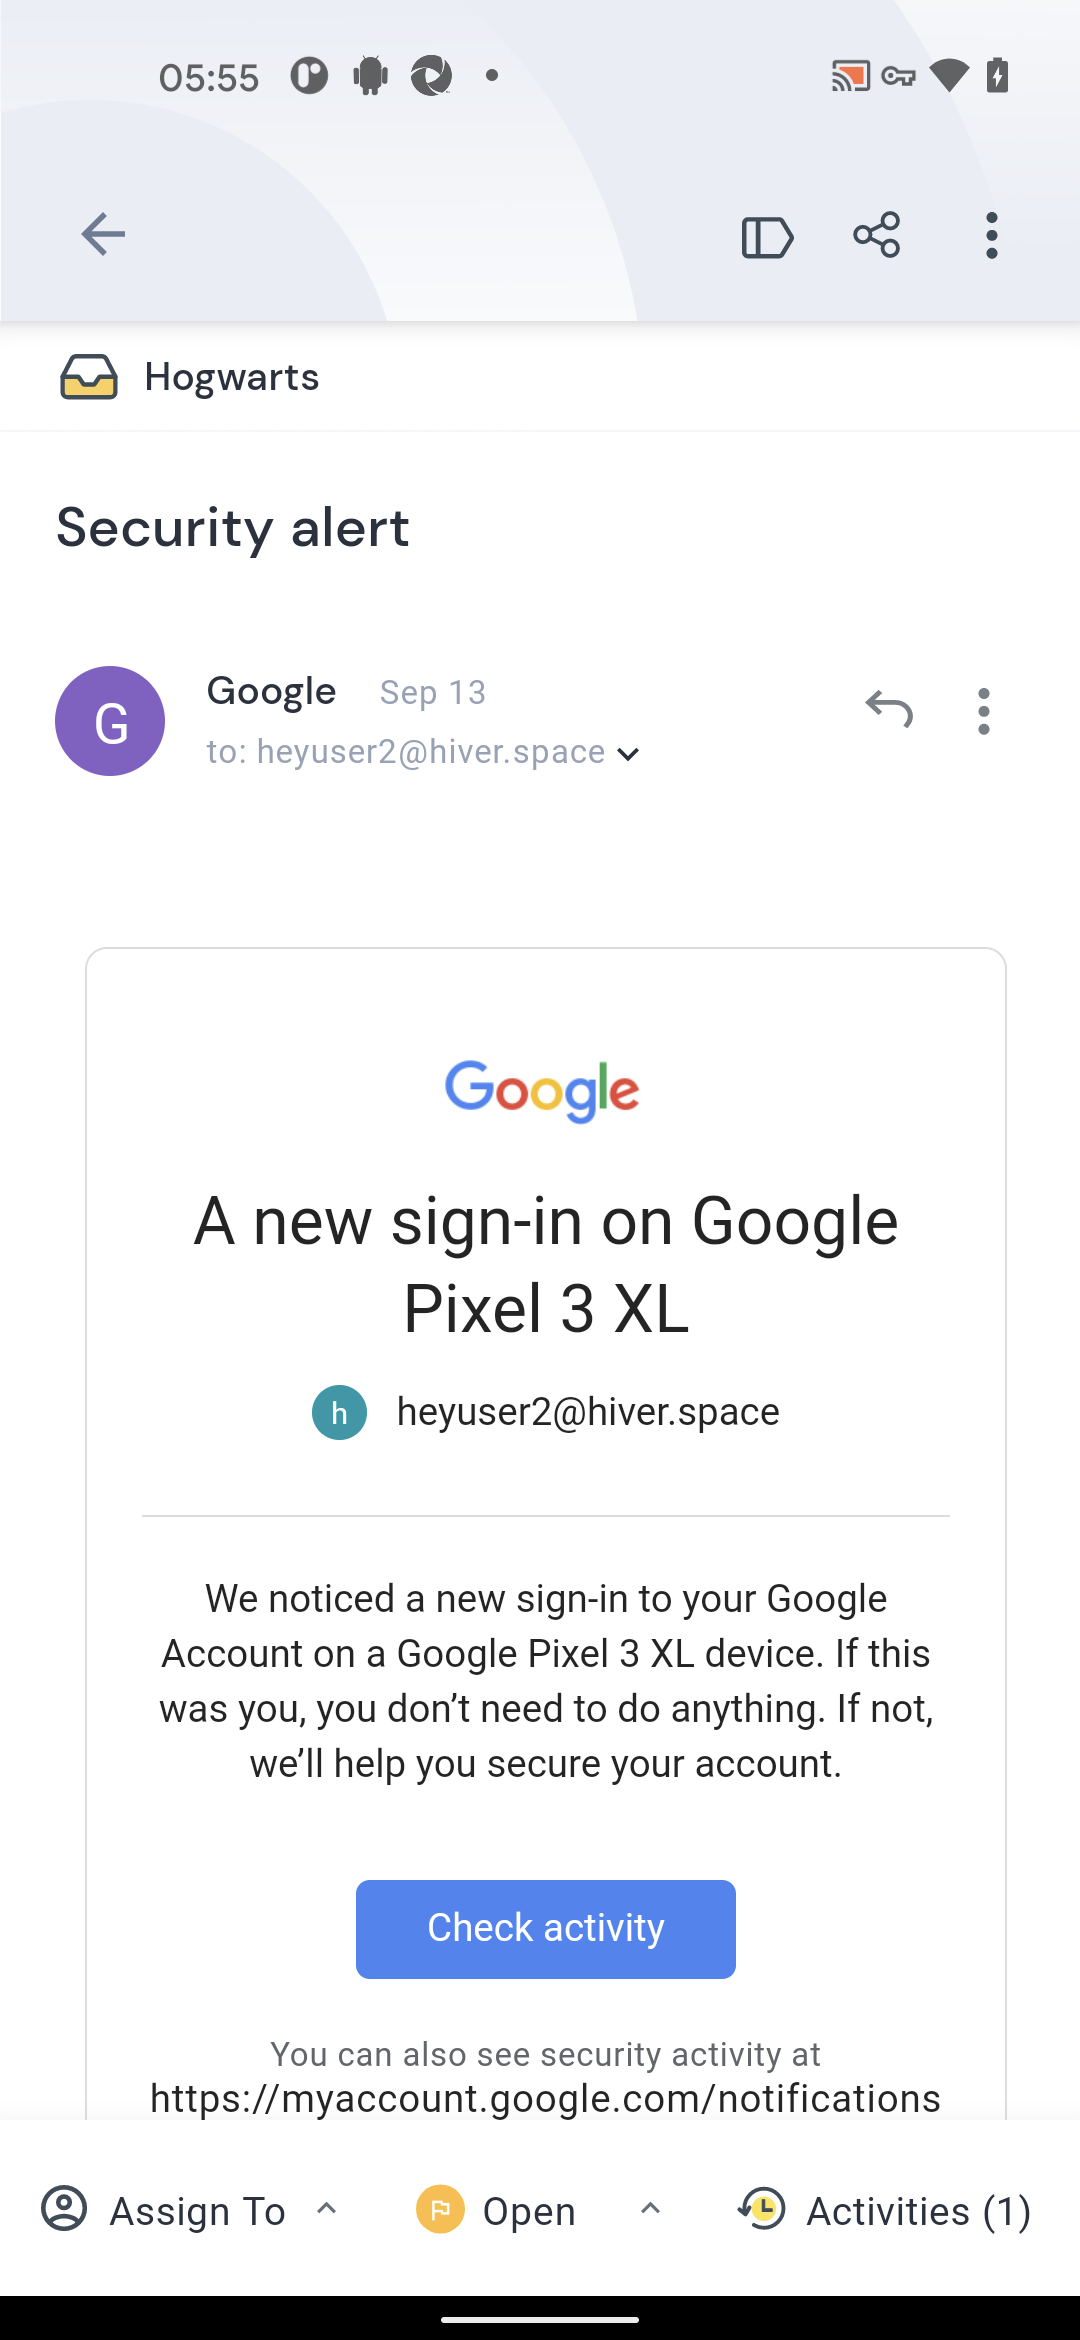 05:55
Hogwarts
Security alert
G
Google Sep 13
to: heyuser2@hiver.space
Google
A new sign-in on Google
Pixel 3 XL
h heyuser2@hiver.space
We noticed a new sign-in to your Google
Account on a Google Pixel 3 XL device. If this
was you, you don’t need to do anything. If not,
we’ll help you secure your account.
Check activity
You can also see security activity at
https://myaccount.google.com/notifications
Assign To Open Activities (1)